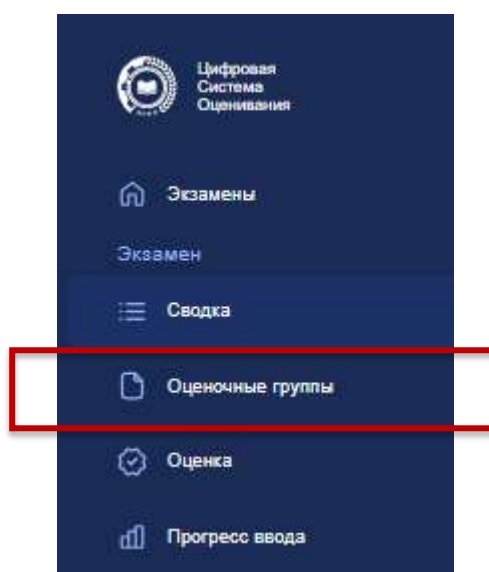 Цифровая
Система
Оценивания
Экзамены
Экзамен
Сводка
Оценочные группы
Оценка
Прогресс ввода